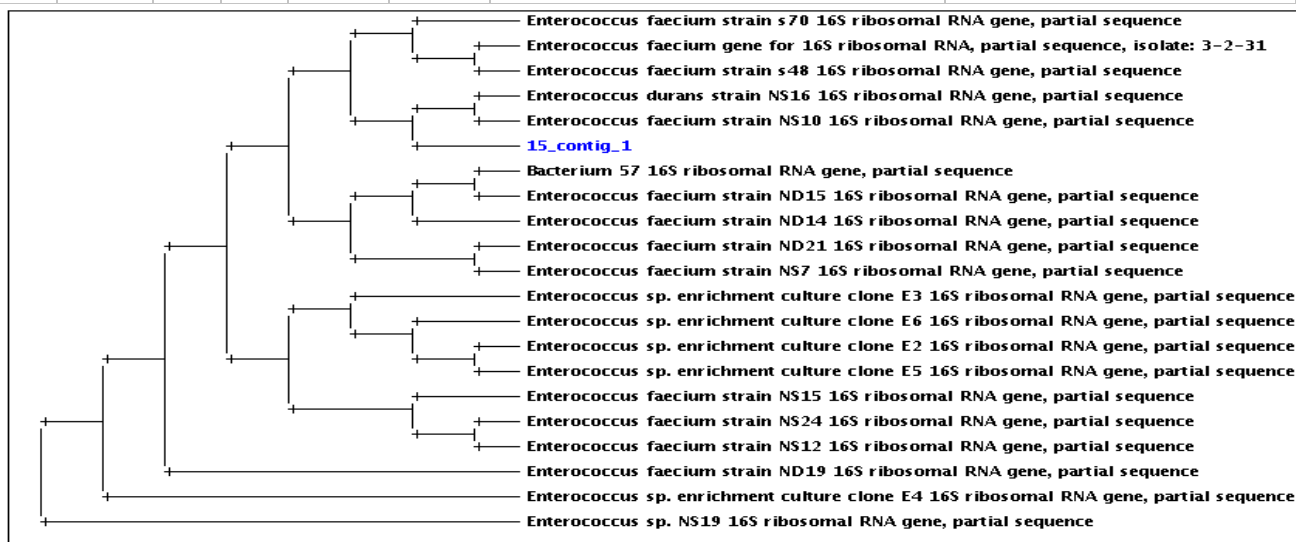 Enterococcus faecium strain s70 16S ribosomal RNA gene, partial sequence
Enterococcus faecium gene for 16S ribosomal RNA, partial sequence, isolate: 3-2-31
Enterococcus faecium strain s48 16S ribosomal RNA gene, partial sequence
Enterococcus durans strain NS16 16S ribosomal RNA gene, partial sequence
Enterococcus faecium strain NS10 16S ribosomal RNA gene, partial sequence
15_contig_1
Bacterium 57 16S ribosomal RNA gene, partial sequence
Enterococcus faecium strain ND15 16S ribosomal RNA gene, partial sequence
Enterococcus faecium strain ND14 16S ribosomal RNA gene, partial sequence
Enterococcus faecium strain ND21 16S ribosomal RNA gene, partial sequence
Enterococcus faecium strain NS7 16S ribosomal RNA gene, partial sequence
Enterococcus sp. enrichment culture clone E3 16S ribosomal RNA gene, partial sequence
Enterococcus sp. enrichment culture clone E6 16S ribosomal RNA gene, partial sequence
Enterococcus sp. enrichment culture clone E2 16S ribosomal RNA gene, partial sequence
Enterococcus sp. enrichment culture clone E5 16S ribosomal RNA gene, partial sequence
Enterococcus faecium strain NS15 16S ribosomal RNA gene, partial sequence
Enterococcus faecium strain NS24 16S ribosomal RNA gene, partial sequence
Enterococcus faecium strain NS12 16S ribosomal RNA gene, partial sequence
Enterococcus faecium strain ND19 16S ribosomal RNA gene, partial sequence
Enterococcus sp. enrichment culture clone E4 16S ribosomal RNA gene, partial sequence
Enterococcus sp. NS19 16S ribosomal RNA gene, partial sequence